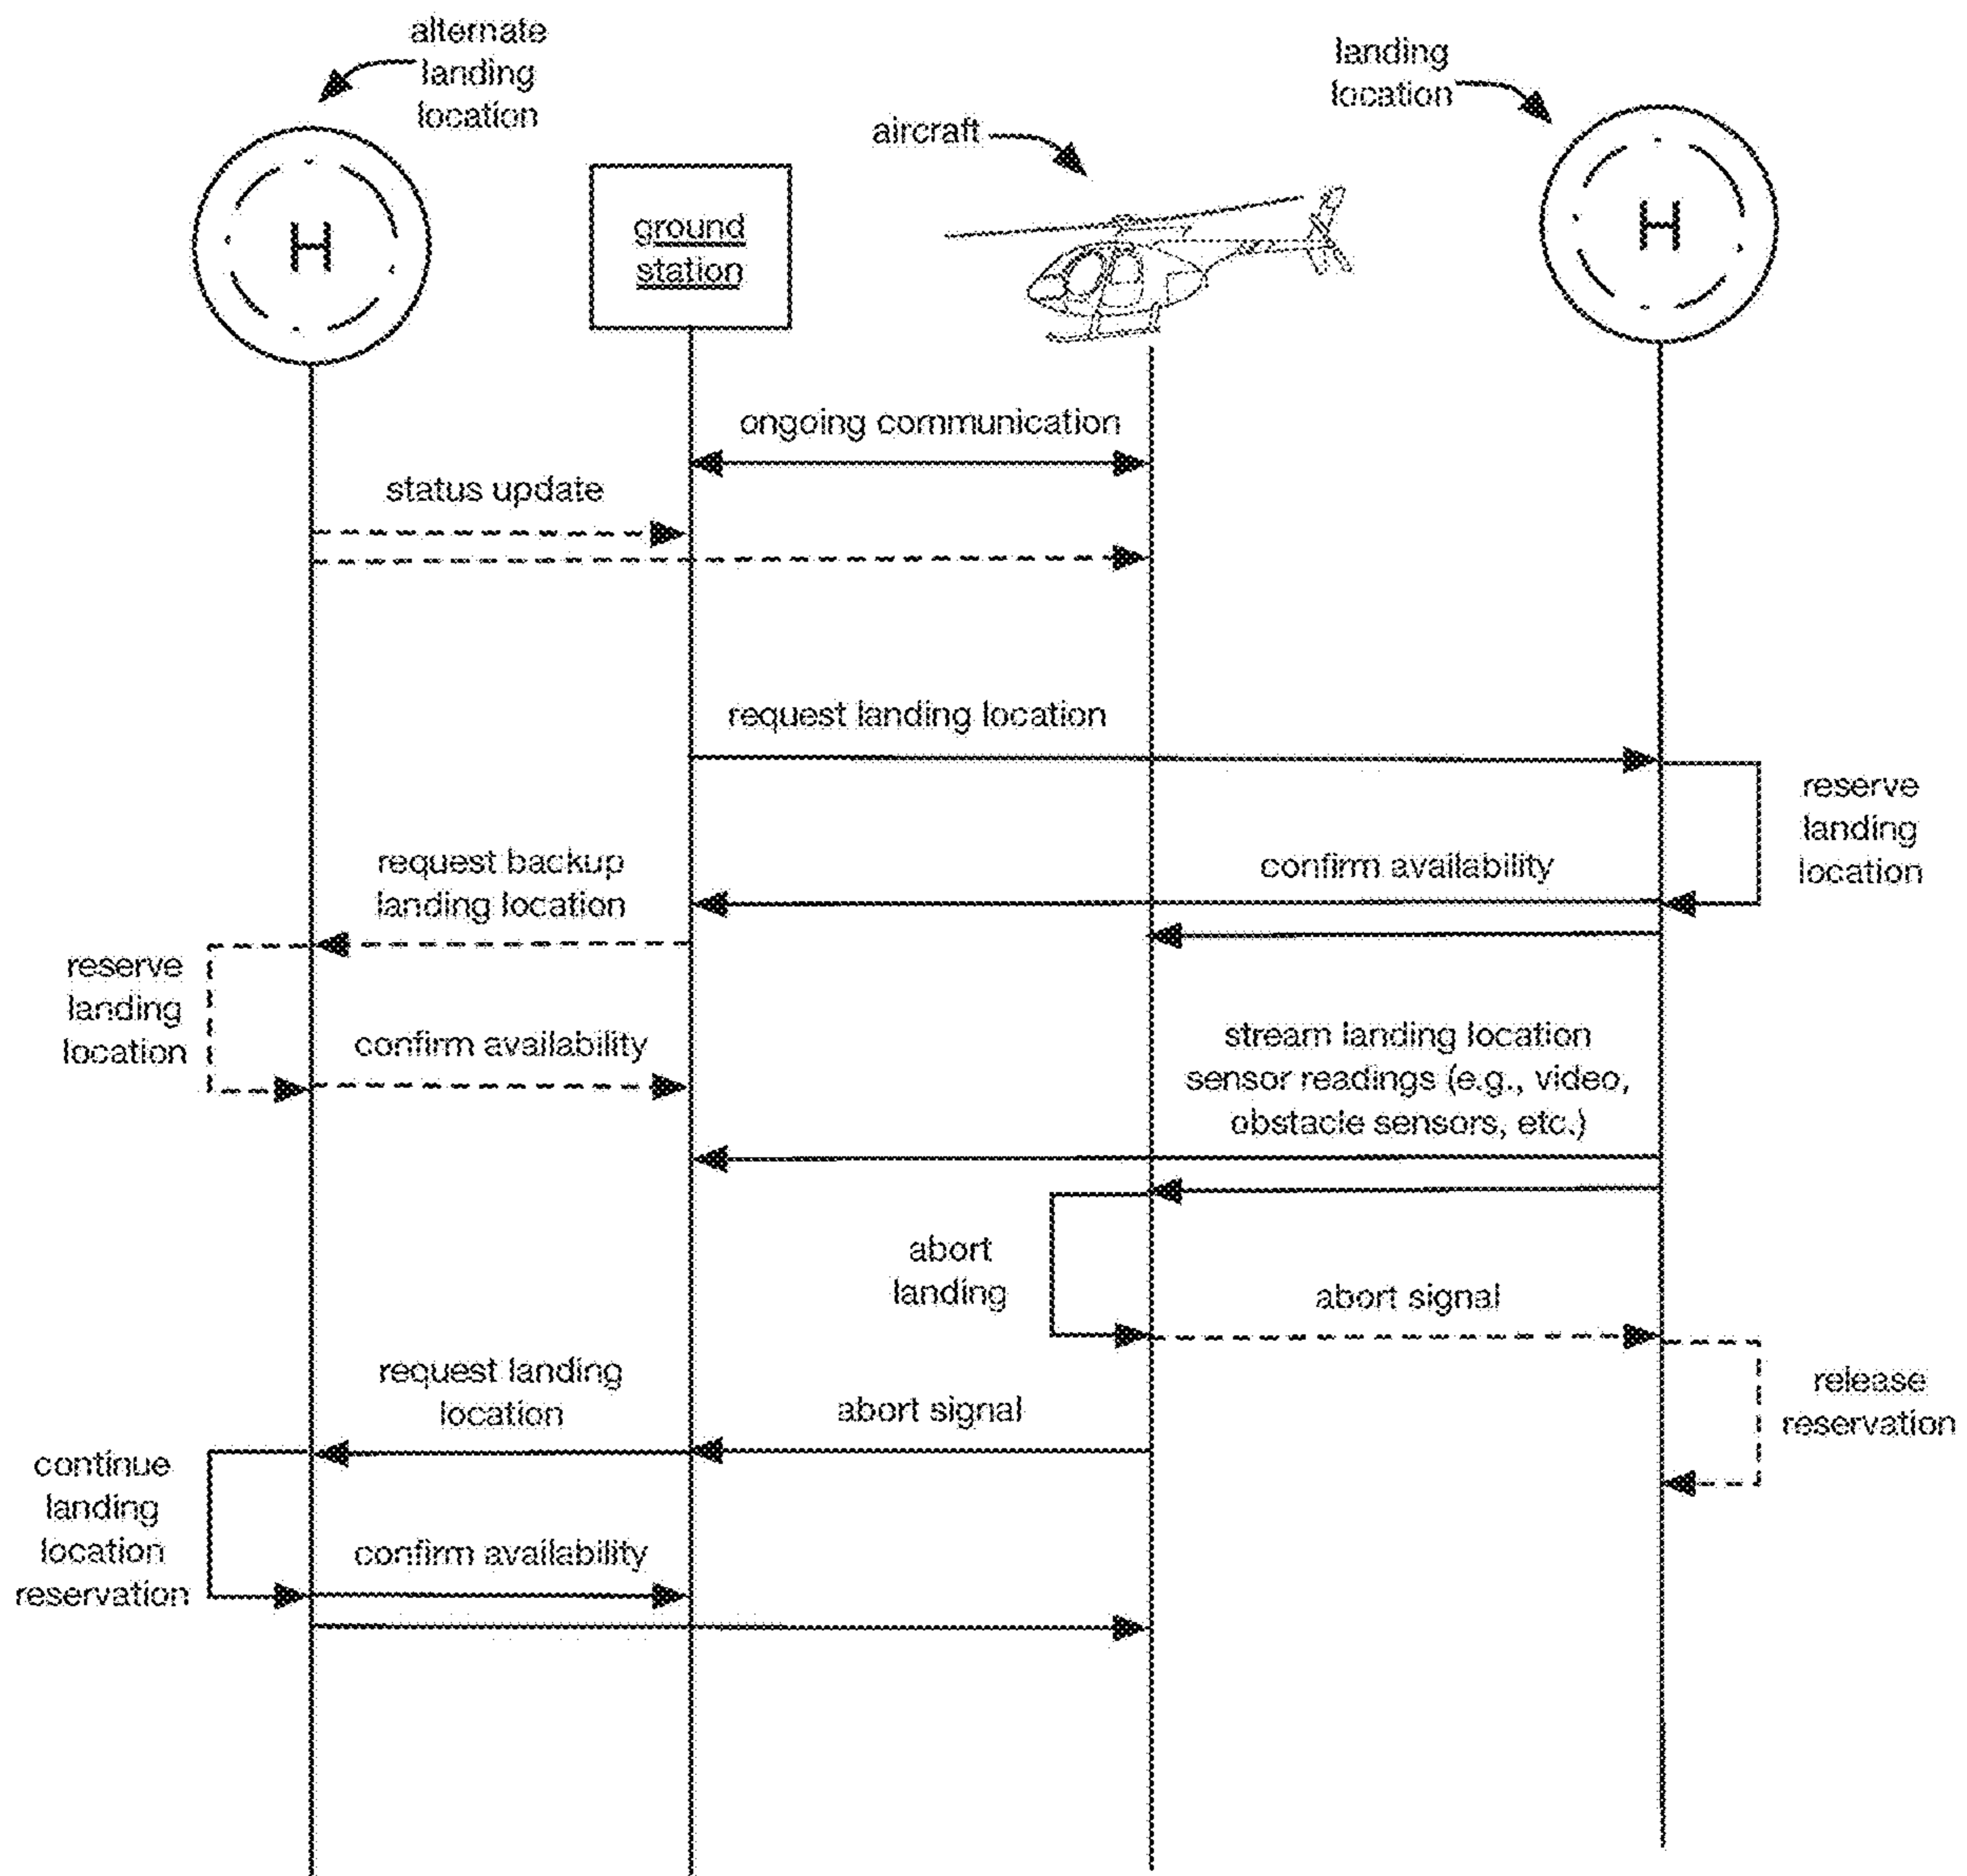 alternate
landing
location
landing
location
aircraft
H
ground
station
H
ongoing communication
status update
request landing location
reserve
landing
location
request backup
landing location
confirm availability
reserve
landing
location
confirm availability
stream landing location
sensor readings (e.g., video,
obstacle sensors, etc.)
abort
landing
abort signal
request landing
location
abort signal
release
reservation
continue
landing
location
reservation
confirm availability